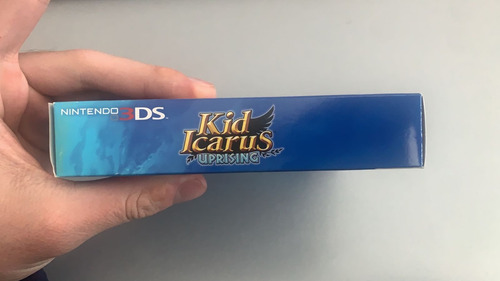 NINTENDO 3DS
Kid
Icarus
UPRISING